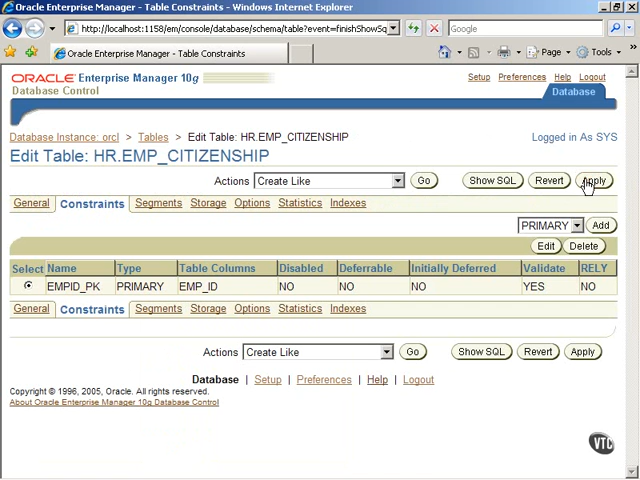 Oracle Enterprise Manager - Table Constraints - Windows Internet Explorer
http://localhost:1158/em/console/database/schema/table?event=finishShowSq
Google
Oracle Enterprise Manager - Table Constraints
Page
Tools
ORACLE Enterprise Manager 10g
Database Control
Setup Preferences Help Logout
Database
Database Instance: orcl > Tables > Edit Table: HR.EMP_CITIZENSHIP
Logged in As SYS
Edit Table: HR.EMP_CITIZENSHIP
Actions Create Like Go Show SQL Revert Apply
General Constraints Segments Storage Options Statistics Indexes
PRIMARY Add
Edit Delete
Select Name Type Table Columns Disabled Deferrable Initially Deferred Validate RELY
EMPID_PK PRIMARY EMP_ID NO NO NO YES NO
General Constraints Segments Storage Options Statistics Indexes
Actions Create Like Go Show SQL Revert Apply
Database | Setup | Preferences | Help | Logout
Copyright © 1996, 2005, Oracle. All rights reserved.
About Oracle Enterprise Manager 10g Database Control
VTC